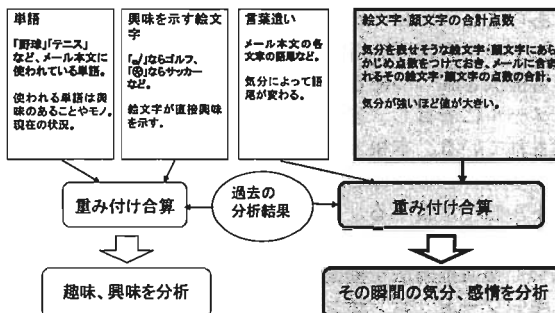 単語
「野球」「テニス」
など、メール本文に
使われている単語。
使われる単語は興
味のあることやモノ。
現在の状況。
興味を示す絵文
字
ならゴルフ、
「⚽」ならサッカー
など。
絵文字が直接興味
を示す。
言葉遣い
メール本文の各
文章の語尾など。
気分によって語
尾が変わる。
絵文字・顔文字の合計点数
気分を表せそうな絵文字・顔文字にあら
かじめ点数をつけておき、メールに含ま
れるその絵文字・顔文字の点数の合計。
気分が強いほど値が大きい。
重み付け合算
過去の
分析結果
重み付け合算
趣味、興味を分析
その瞬間の気分、感情を分析